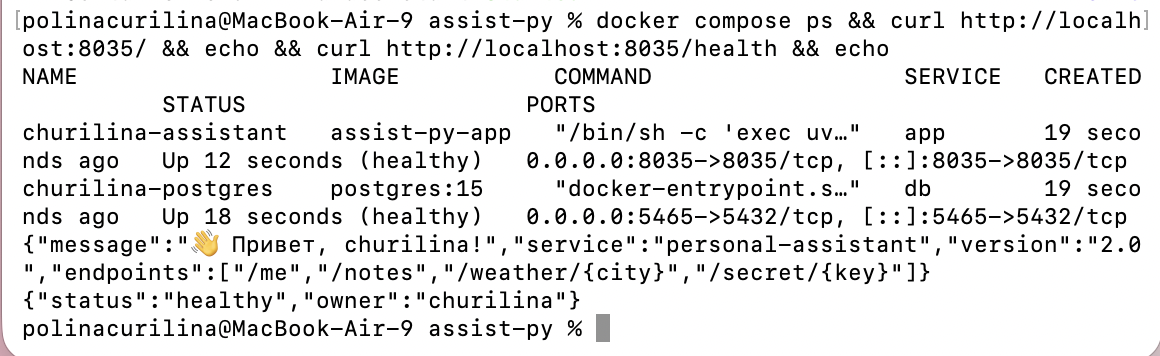 [polinacurilina@MacBook-Air-9 assist-py % docker compose ps && curl http://localh]
ost:8035/ && echo && curl http://localhost:8035/health && echo
NAME                 IMAGE            COMMAND                  SERVICE   CREATED
         STATUS                    PORTS
churilina-assistant   assist-py-app   "/bin/sh -c 'exec uv…"   app       19 seco
nds ago   Up 12 seconds (healthy)   0.0.0.0:8035->8035/tcp, [::]:8035->8035/tcp
churilina-postgres    postgres:15     "docker-entrypoint.s…"   db        19 seco
nds ago   Up 18 seconds (healthy)   0.0.0.0:5465->5432/tcp, [::]:5465->5432/tcp
{"message":"👋 Привет, churilina!","service":"personal-assistant","version":"2.0
","endpoints":["/me","/notes","/weather/{city}","/secret/{key}"]}
{"status":"healthy","owner":"churilina"}
polinacurilina@MacBook-Air-9 assist-py %